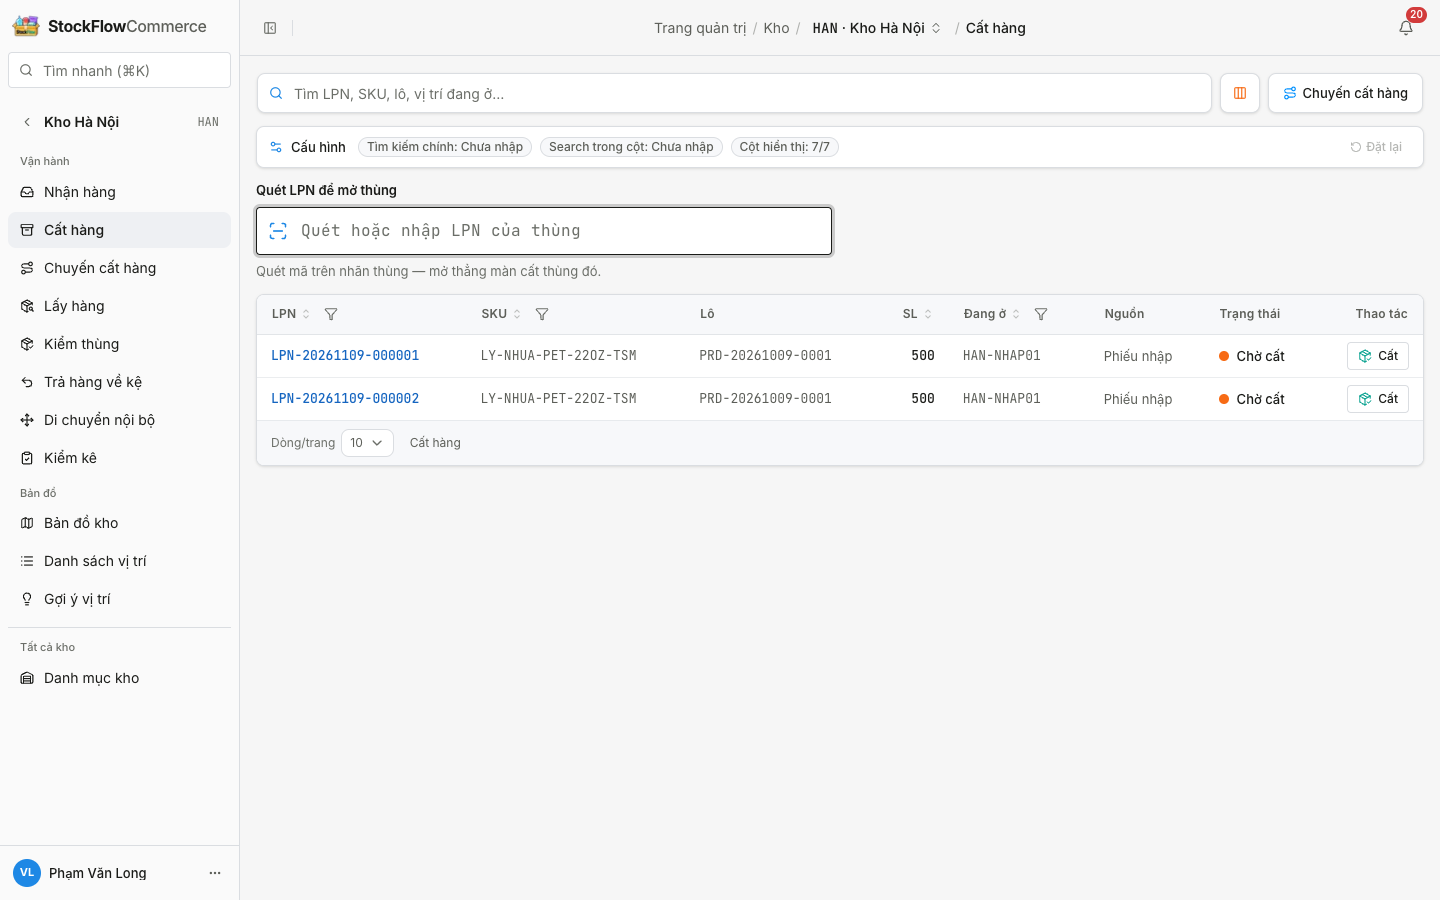 StockFlowCommerce
Tìm nhanh (⌘K)
Kho Hà Nội HAN
Vận hành
Nhận hàng
Cất hàng
Chuyến cất hàng
Lấy hàng
Kiểm thùng
Trả hàng về kệ
Di chuyển nội bộ
Kiểm kê
Bản đồ
Bản đồ kho
Danh sách vị trí
Gợi ý vị trí
Tất cả kho
Danh mục kho
VL Phạm Văn Long
Trang quản trị / Kho / HAN · Kho Hà Nội / Cất hàng
20
Tìm LPN, SKU, lô, vị trí đang ở...
Chuyến cất hàng
Cấu hình Tìm kiếm chính: Chưa nhập Search trong cột: Chưa nhập Cột hiển thị: 7/7 Đặt lại
Quét LPN để mở thùng
Quét hoặc nhập LPN của thùng
Quét mã trên nhãn thùng — mở thẳng màn cất thùng đó.
LPN SKU Lô SL Đang ở Nguồn Trạng thái Thao tác
LPN-20261109-000001 LY-NHUA-PET-22OZ-TSM PRD-20261009-0001 500 HAN-NHAP01 Phiếu nhập Chờ cất Cất
LPN-20261109-000002 LY-NHUA-PET-22OZ-TSM PRD-20261009-0001 500 HAN-NHAP01 Phiếu nhập Chờ cất Cất
Dòng/trang 10 Cất hàng